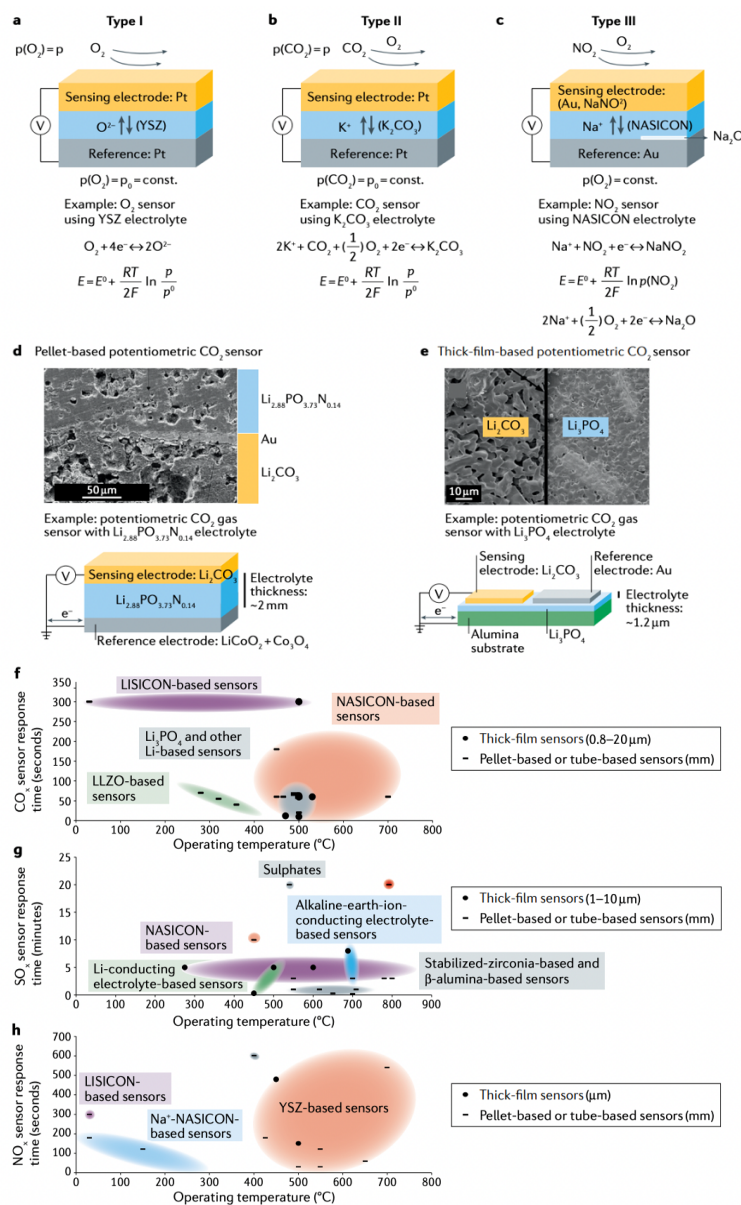 a Type I
p(O₂)=p O₂
Sensing electrode: Pt
V
O²⁻ (YSZ)
Reference: Pt
p(O₂)=p₀=const.
Example: O₂ sensor
using YSZ electrolyte
O₂+4e⁻↔2O²⁻
E=E⁰+ RT/2F ln p/p⁰
b Type II
p(CO₂)=p CO₂ O₂
Sensing electrode: Pt
V
K⁺ (K₂CO₃)
Reference: Pt
p(CO₂)=p₀=const.
Example: CO₂ sensor
using K₂CO₃ electrolyte
2K⁺+CO₂+(1/2)O₂+2e⁻↔K₂CO₃
E=E⁰+ RT/2F ln p/p⁰
c Type III
NO₂ O₂
Sensing electrode:
(Au, NaNO²)
V
Na⁺ (NASICON)
Na₂O
Reference: Au
p(O₂)=const.
Example: NO₂ sensor
using NASICON electrolyte
Na⁺+NO₂+e⁻↔NaNO₂
E=E⁰+ RT/2F ln p(NO₂)
2Na⁺+(1/2)O₂+2e⁻↔Na₂O
d Pellet-based potentiometric CO₂ sensor
Li₂.₈₈PO₃.₇₃N₀.₁₄
Au
Li₂CO₃
50 μm
Example: potentiometric CO₂ gas
sensor with Li₂.₈₈PO₃.₇₃N₀.₁₄ electrolyte
V
Sensing electrode: Li₂CO₃
Li₂.₈₈PO₃.₇₃N₀.₁₄
e⁻
Electrolyte
thickness:
~2 mm
Reference electrode: LiCoO₂+Co₃O₄
e Thick-film-based potentiometric CO₂ sensor
Li₂CO₃
Li₃PO₄
10 μm
Example: potentiometric CO₂ gas
sensor with Li₃PO₄ electrolyte
Sensing
electrode: Li₂CO₃
Reference
electrode: Au
V
e⁻
Electrolyte
thickness:
~1.2 μm
Alumina
substrate
Li₃PO₄
f
COₓ sensor response
time (seconds)
350
300
250
200
150
100
50
0
LISICON-based sensors
NASICON-based
sensors
Li₃PO₄ and other
Li-based sensors
LLZO-based
sensors
0 100 200 300 400 500 600 700 800
Operating temperature (°C)
Thick-film sensors (0.8–20 μm)
Pellet-based or tube-based sensors (mm)
g
SOₓ sensor response
time (minutes)
25
20
15
10
5
0
Sulphates
Alkaline-earth-ion-
conducting electrolyte-
based sensors
NASICON-
based sensors
Li-conducting
electrolyte-based sensors
Stabilized-zirconia-based and
β-alumina-based sensors
0 100 200 300 400 500 600 700 800 900
Operating temperature (°C)
Thick-film sensors (1–10 μm)
Pellet-based or tube-based sensors (mm)
h
NOₓ sensor response
time (seconds)
700
600
500
400
300
200
100
0
LISICON-
based sensors
Na⁺-NASICON-
based sensors
YSZ-based sensors
0 100 200 300 400 500 600 700 800
Operating temperature (°C)
Thick-film sensors (μm)
Pellet-based or tube-based sensors (mm)